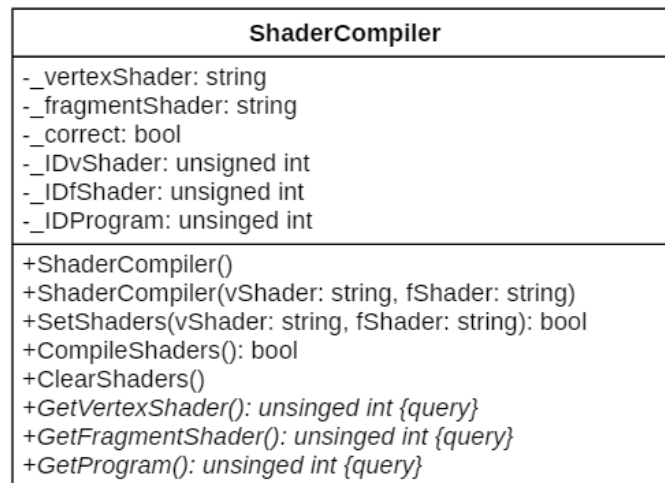 ShaderCompiler
-_vertexShader: string
-_fragmentShader: string
-_correct: bool
-_IDvShader: unsigned int
-_IDfShader: unsigned int
-_IDProgram: unsinged int
+ShaderCompiler()
+ShaderCompiler(vShader: string, fShader: string)
+SetShaders(vShader: string, fShader: string): bool
+CompileShaders(): bool
+ClearShaders()
+GetVertexShader(): unsinged int {query}
+GetFragmentShader(): unsinged int {query}
+GetProgram(): unsinged int {query}